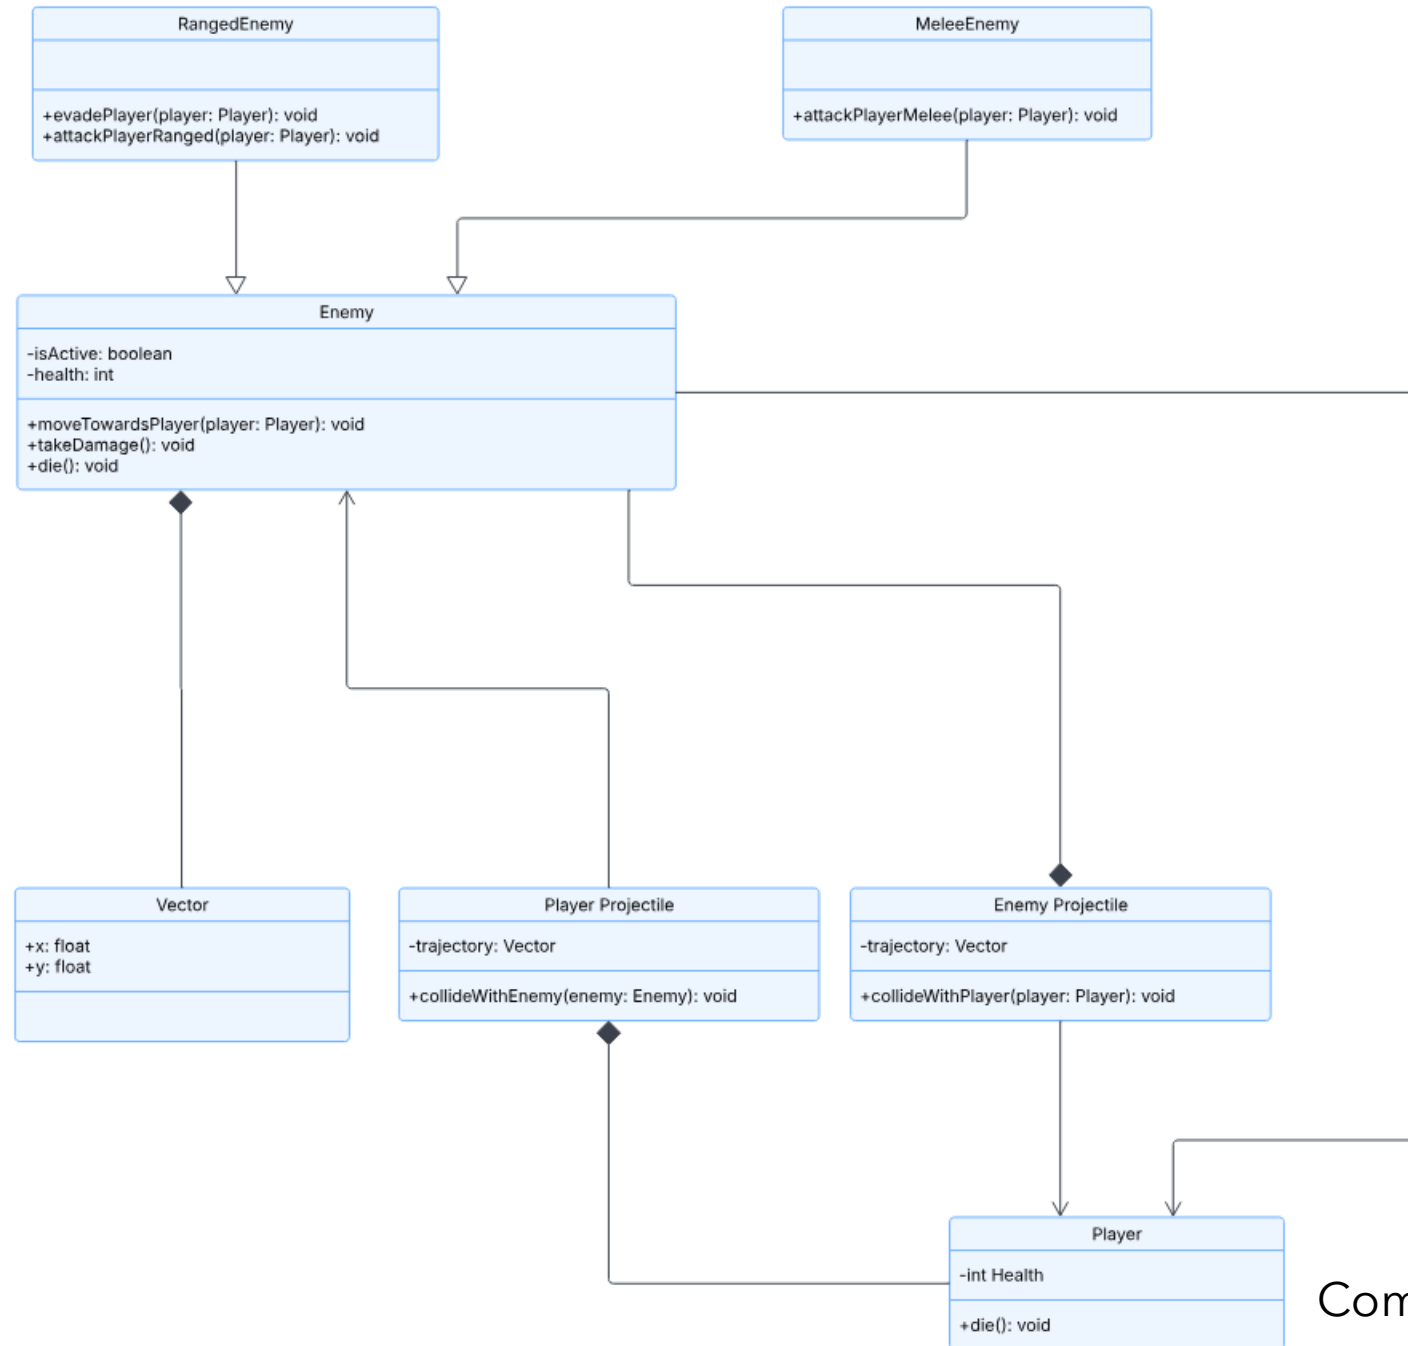 RangedEnemy
+evadePlayer(player: Player): void
+attackPlayerRanged(player: Player): void
MeleeEnemy
+attackPlayerMelee(player: Player): void
Enemy
-isActive: boolean
-health: int
+moveTowardsPlayer(player: Player): void
+takeDamage(): void
+die(): void
Vector
+x: float
+y: float
Player Projectile
-trajectory: Vector
+collideWithEnemy(enemy: Enemy): void
Enemy Projectile
-trajectory: Vector
+collideWithPlayer(player: Player): void
Player
-int Health
+die(): void